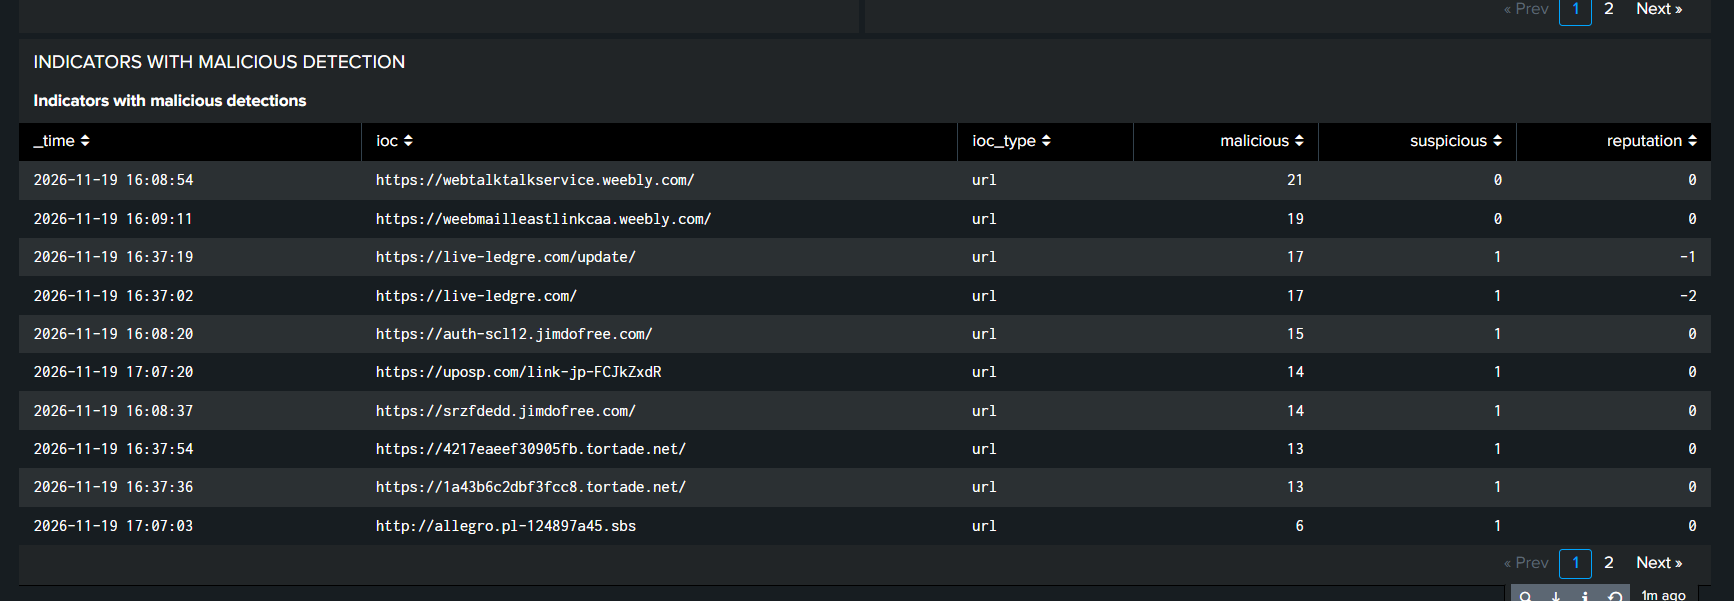 « Prev 1 2 Next »
INDICATORS WITH MALICIOUS DETECTION
Indicators with malicious detections
_time ioc ioc_type malicious suspicious reputation
2026-11-19 16:08:54 https://webtalktalkservice.weebly.com/ url 21 0 0
2026-11-19 16:09:11 https://weebmailleastlinkcaa.weebly.com/ url 19 0 0
2026-11-19 16:37:19 https://live-ledgre.com/update/ url 17 1 -1
2026-11-19 16:37:02 https://live-ledgre.com/ url 17 1 -2
2026-11-19 16:08:20 https://auth-scl12.jimdofree.com/ url 15 1 0
2026-11-19 17:07:20 https://uposp.com/link-jp-FCJkZxdR url 14 1 0
2026-11-19 16:08:37 https://srzfdedd.jimdofree.com/ url 14 1 0
2026-11-19 16:37:54 https://4217eaeef30905fb.tortade.net/ url 13 1 0
2026-11-19 16:37:36 https://1a43b6c2dbf3fcc8.tortade.net/ url 13 1 0
2026-11-19 17:07:03 http://allegro.pl-124897a45.sbs url 6 1 0
« Prev 1 2 Next »
1m ago